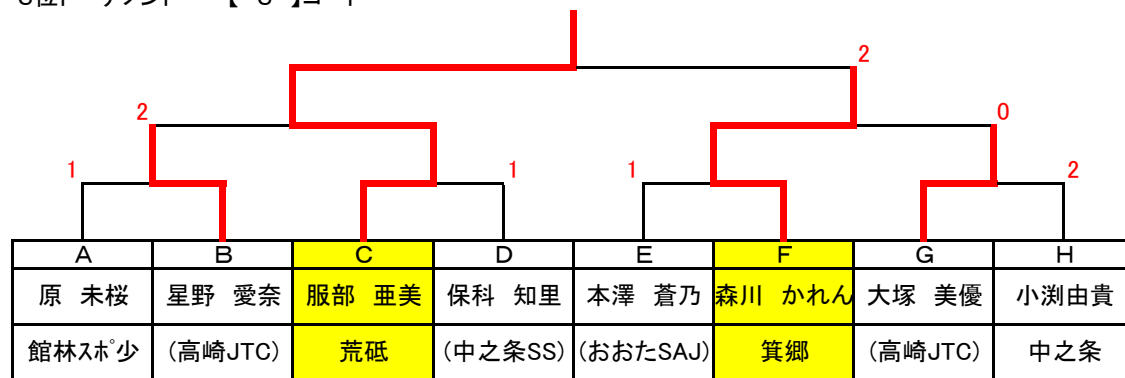 2
2
0
1
1
1
2
A B C D E F G H
原 未桜 星野 愛奈 服部 亜美 保科 知里 本澤 蒼乃 森川 かれん 大塚 美優 小渕由貴
館林スポ少 (高崎JTC) 荒砥 (中之条SS) (おおたSAJ) 箕郷 (高崎JTC) 中之条